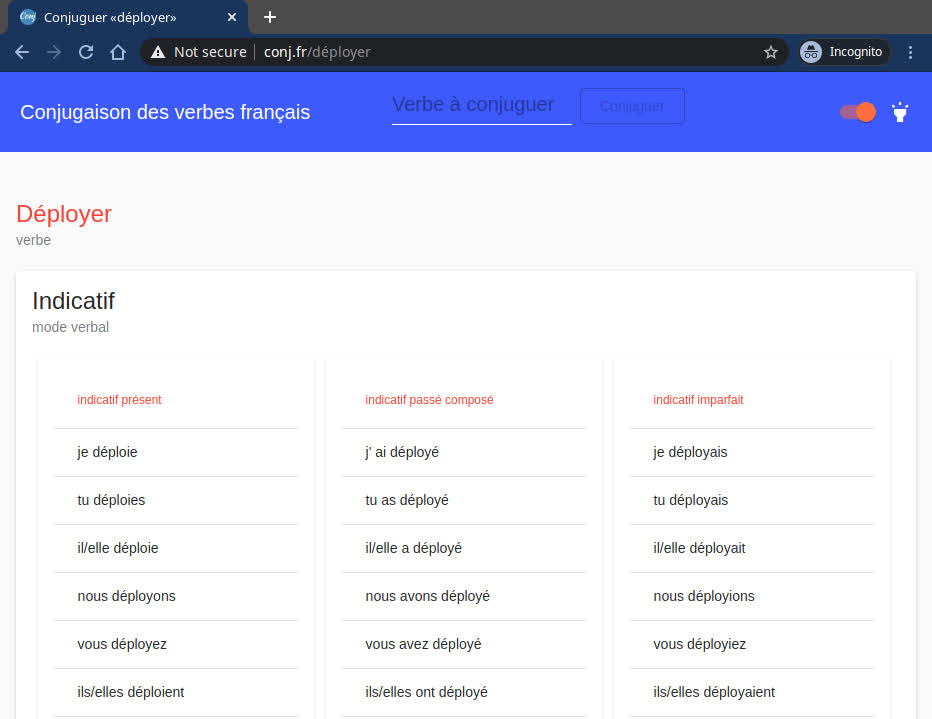 Conjuguer «déployer»
Not secure conj.fr/déployer Incognito
Conjugaison des verbes français Verbe à conjuguer Conjuguer
Déployer
verbe
Indicatif
mode verbal
indicatif présent
je déploie
tu déploies
il/elle déploie
nous déployons
vous déployez
ils/elles déploient
indicatif passé composé
j' ai déployé
tu as déployé
il/elle a déployé
nous avons déployé
vous avez déployé
ils/elles ont déployé
indicatif imparfait
je déployais
tu déployais
il/elle déployait
nous déployions
vous déployiez
ils/elles déployaient